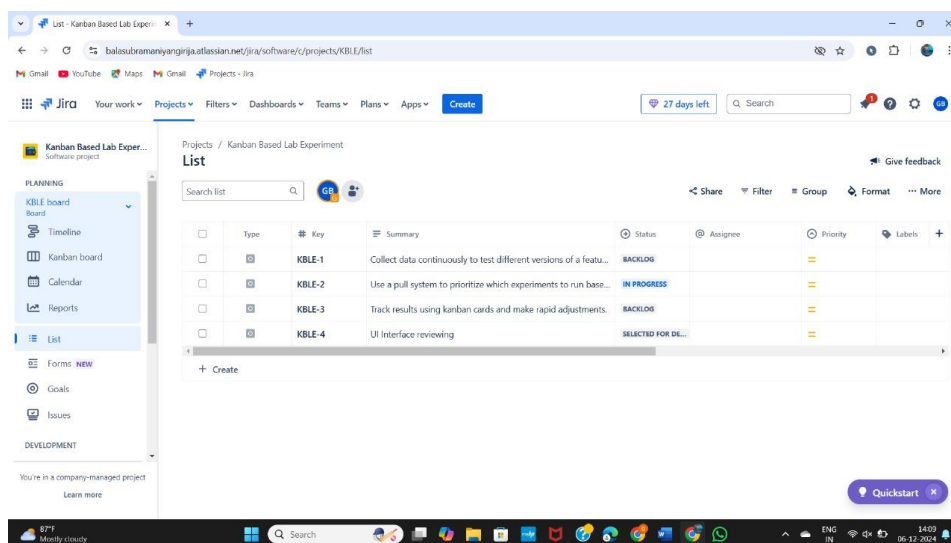 List - Kanban Based Lab Experim
balasubramaniyangirija.atlassian.net/jira/software/c/projects/KBLE/list
Gmail YouTube Maps Gmail Projects - Jira
Jira Your work Projects Filters Dashboards Teams Plans Apps Create 27 days left Search 1 GB
Kanban Based Lab Exper...
Software project
PLANNING
KBLE board
Board
Timeline
Kanban board
Calendar
Reports
List
Forms NEW
Goals
Issues
DEVELOPMENT
You're in a company-managed project
Learn more
Projects / Kanban Based Lab Experiment
List
Give feedback
Search list GB Share Filter Group Format More
Type # Key Summary Status @ Assignee Priority Labels +
KBLE-1 Collect data continuously to test different versions of a featu... BACKLOG
KBLE-2 Use a pull system to prioritize which experiments to run base... IN PROGRESS
KBLE-3 Track results using kanban cards and make rapid adjustments. BACKLOG
KBLE-4 UI Interface reviewing SELECTED FOR DE...
+ Create
Quickstart
87°F
Mostly cloudy
Search
ENG
IN
14:09
06-12-2024